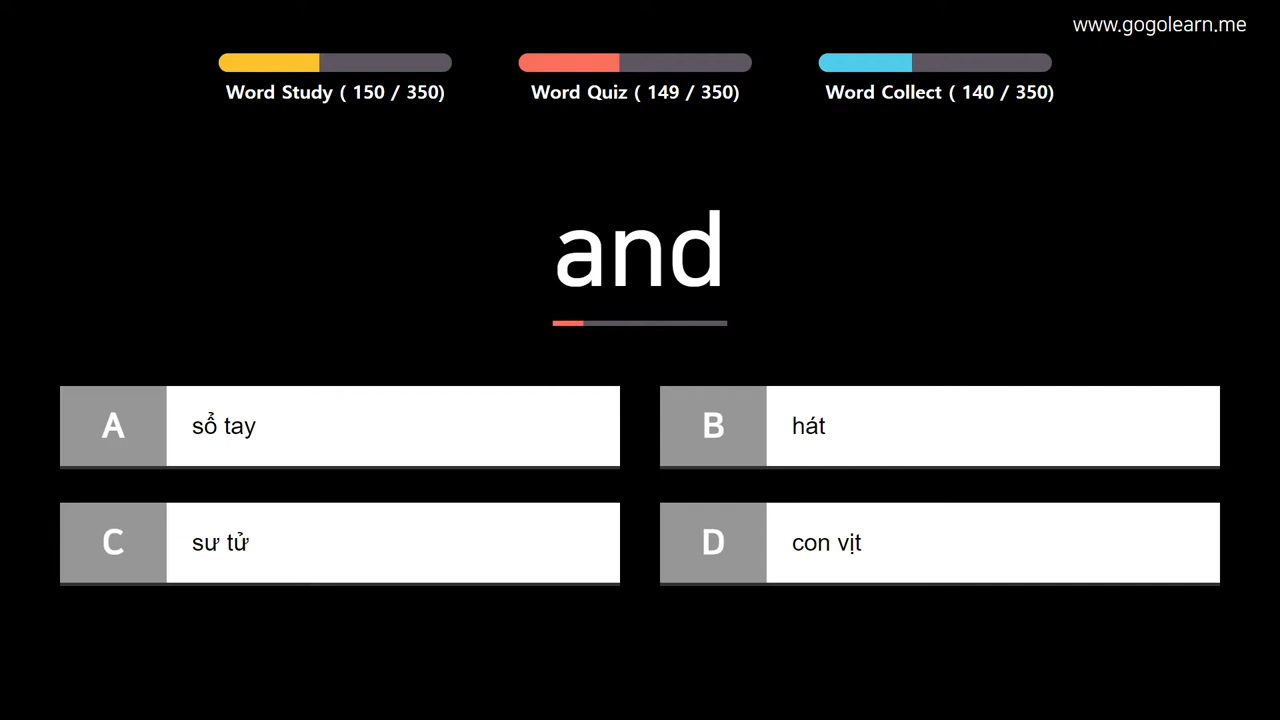 www.gogolearn.me
Word Study ( 150 / 350)
Word Quiz ( 149 / 350)
Word Collect ( 140 / 350)
and
A sổ tay
B hát
C sư tử
D con vịt